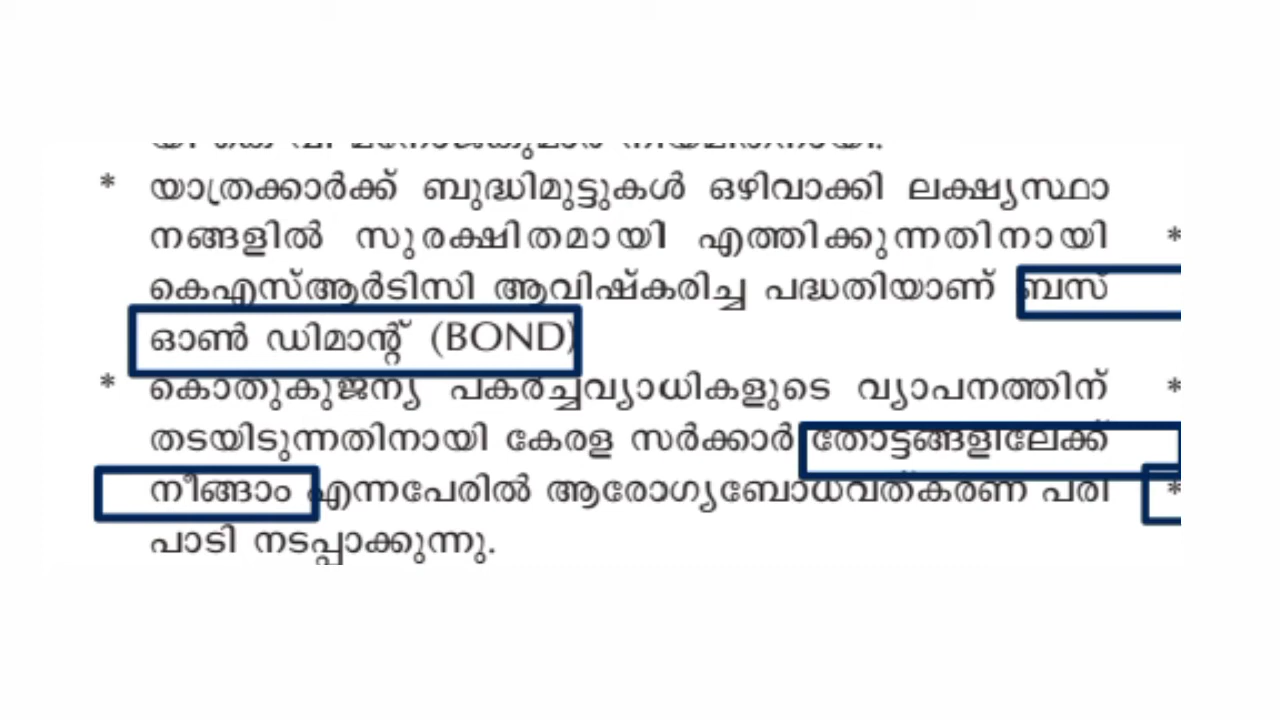 * യാത്രക്കാർക്ക് ബുദ്ധിമുട്ടുകൾ ഒഴിവാക്കി ലക്ഷ്യസ്ഥാ
നങ്ങളിൽ സുരക്ഷിതമായി എത്തിക്കുന്നതിനായി *
കെഎസ്ആർടിസി ആവിഷ്കരിച്ച പദ്ധതിയാണ് ബസ്
ഓൺ ഡിമാന്റ് (BOND)
* കൊതുകുജന്യ പകർച്ചവ്യാധികളുടെ വ്യാപനത്തിന് *
തടയിടുന്നതിനായി കേരള സർക്കാർ തോട്ടങ്ങളിലേക്ക്
നീങ്ങാം എന്നപേരിൽ ആരോഗ്യബോധവത്കരണ പരി *
പാടി നടപ്പാക്കുന്നു.